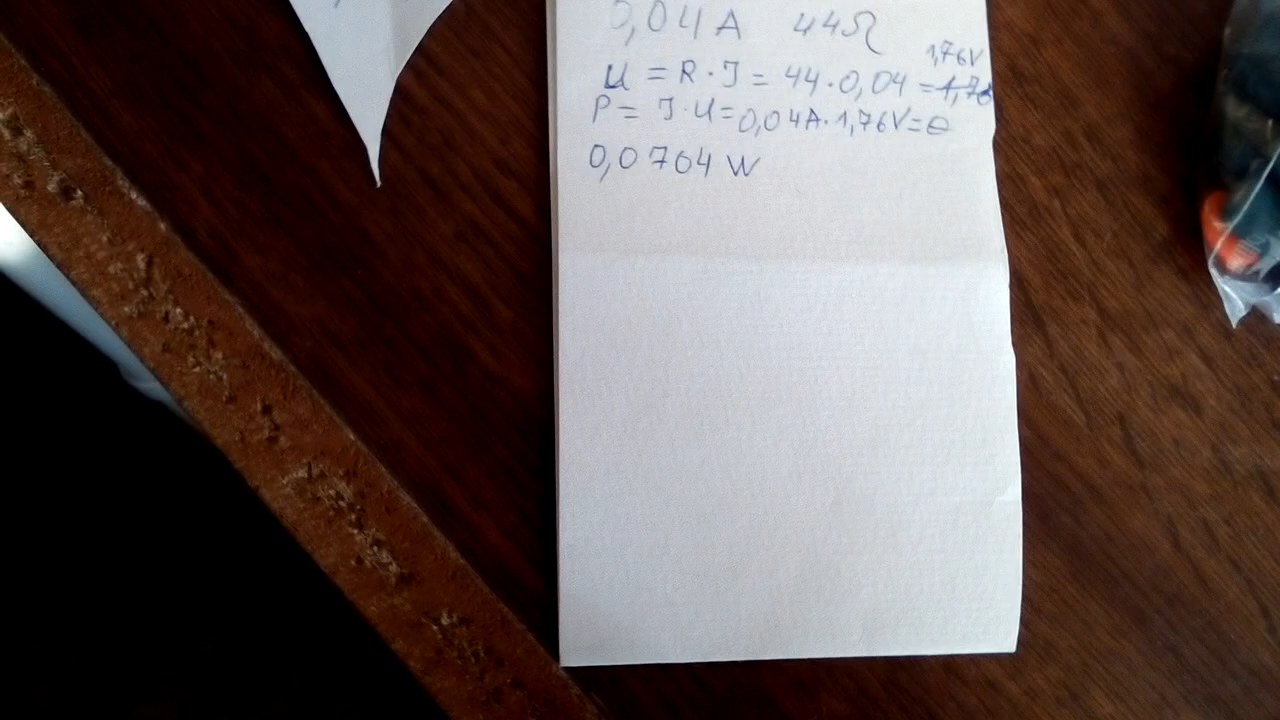 0,04A 44Ω
1,76V
U = R · I = 44 · 0,04 = 1,76
P = I · U = 0,04A · 1,76V =
0,0704 W